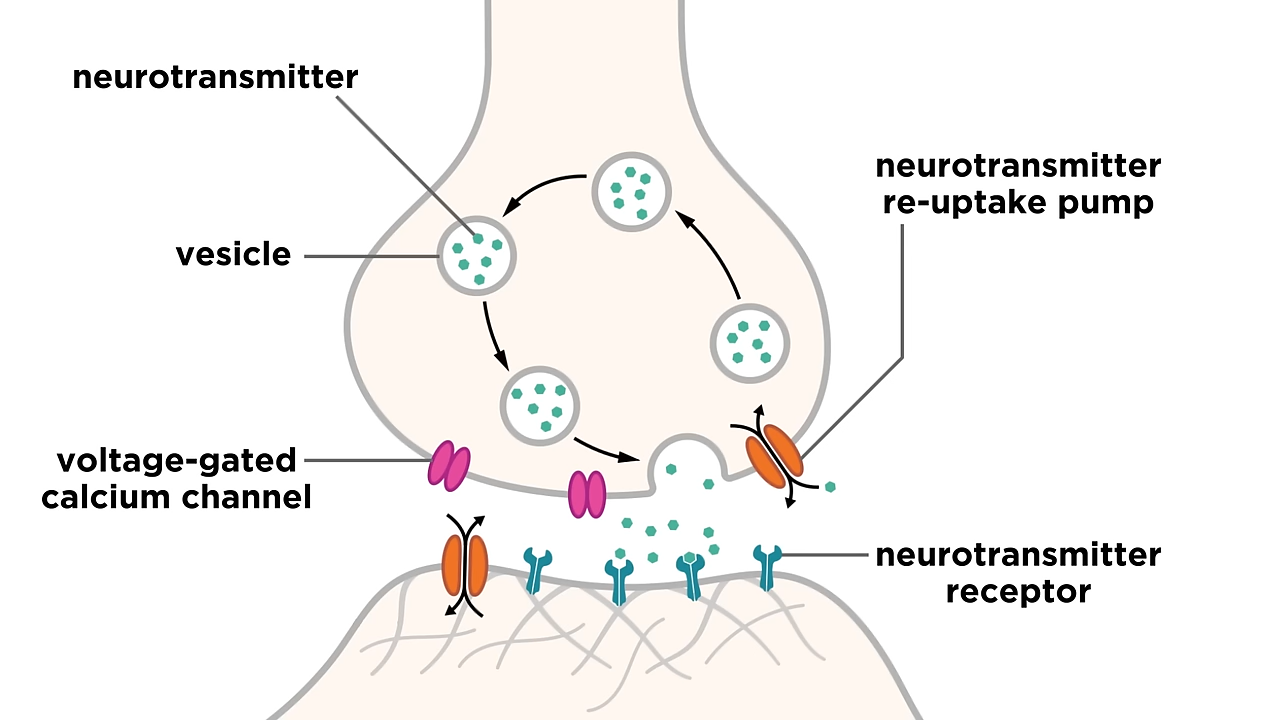 neurotransmitter
neurotransmitter
re-uptake pump
vesicle
voltage-gated
calcium channel
neurotransmitter
receptor